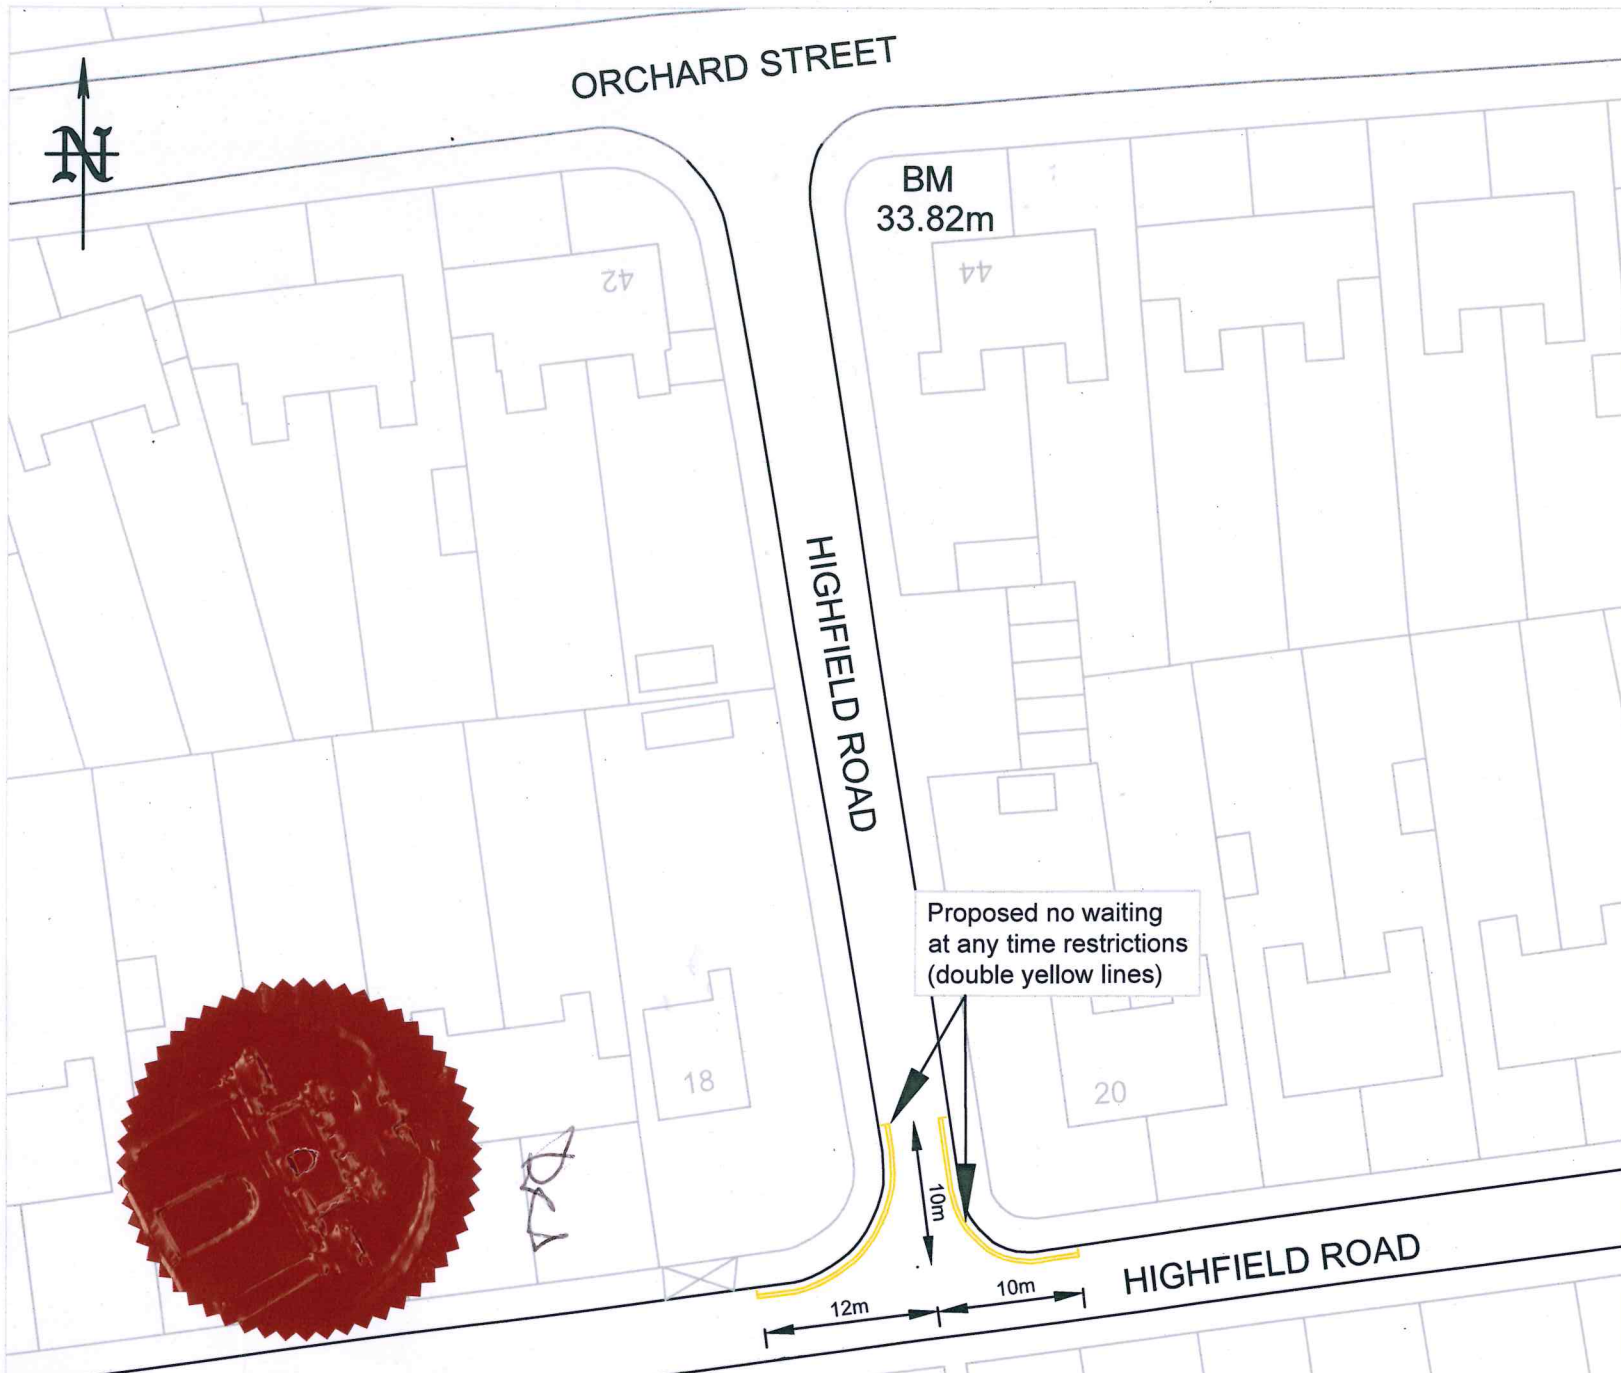 ORCHARD STREET
N
BM
33.82m
42
44
HIGHFIELD ROAD
Proposed no waiting
at any time restrictions
(double yellow lines)
18
20
10m
HIGHFIELD ROAD
10m
12m